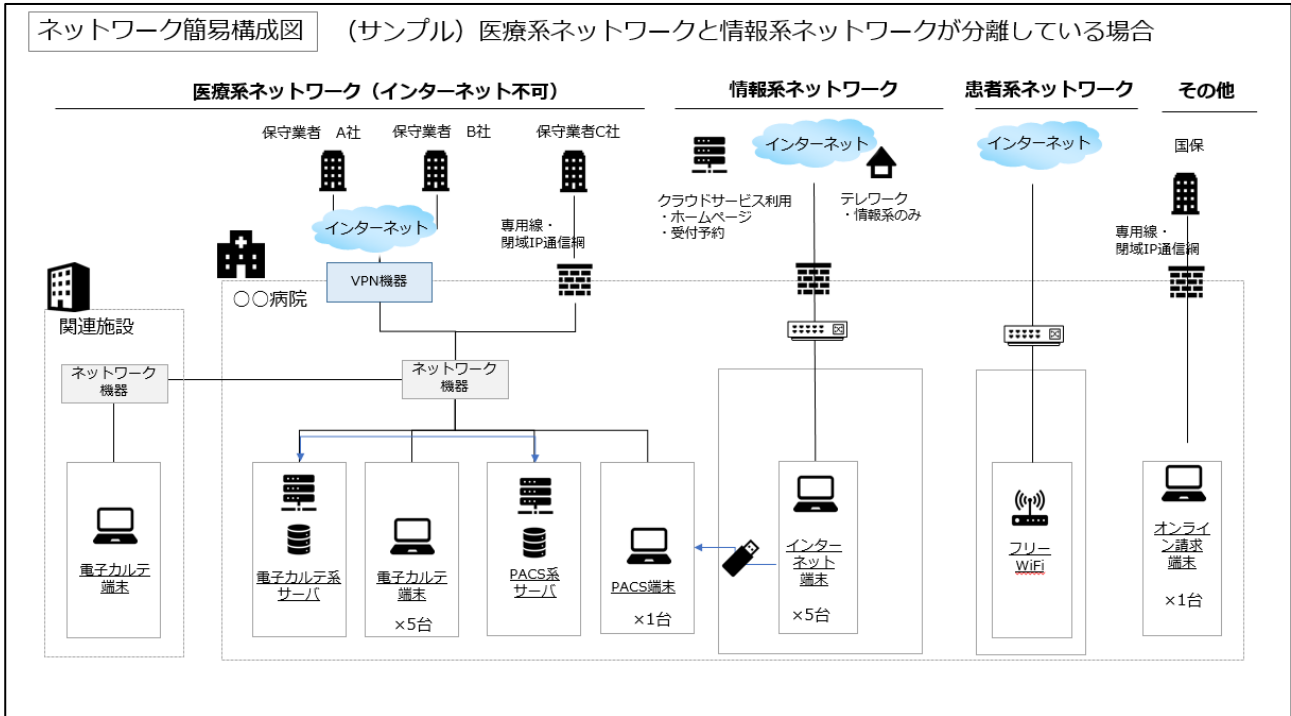 ネットワーク簡易構成図
（サンプル）医療系ネットワークと情報系ネットワークが分離している場合
医療系ネットワーク（インターネット不可）
情報系ネットワーク
患者系ネットワーク
その他
保守業者　A社
保守業者　B社
保守業者C社
インターネット
専用線・
閉域IP通信網
クラウドサービス利用
・ホームページ
・受付予約
インターネット
テレワーク
・情報系のみ
インターネット
国保
専用線・
閉域IP通信網
VPN機器
〇〇病院
関連施設
ネットワーク
機器
ネットワーク
機器
電子カルテ
端末
電子カルテ系
サーバ
電子カルテ
端末
×5台
PACS系
サーバ
PACS端末
×1台
インター
ネット
端末
×5台
フリー
WiFi
オンライ
ン請求
端末
×1台